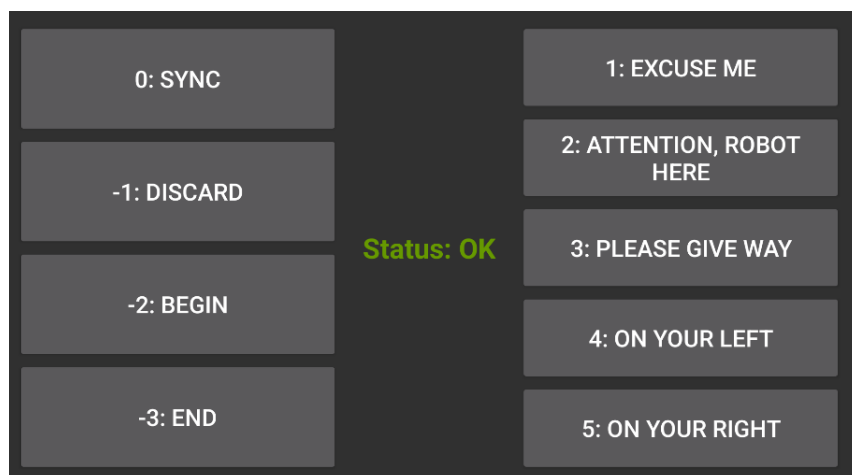 0: SYNC
-1: DISCARD
-2: BEGIN
-3: END
Status: OK
1: EXCUSE ME
2: ATTENTION, ROBOT
HERE
3: PLEASE GIVE WAY
4: ON YOUR LEFT
5: ON YOUR RIGHT